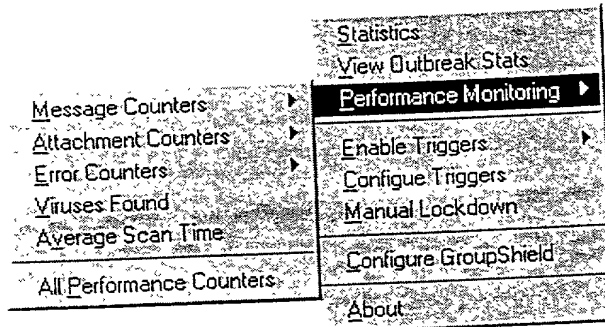 Statistics
View Outbreak Stats
Performance Monitoring
Enable Triggers
Configue Triggers
Manual Lockdown
Configure GroupShield
About
Message Counters
Attachment Counters
Error Counters
Viruses Found
Average Scan Time
All Performance Counters